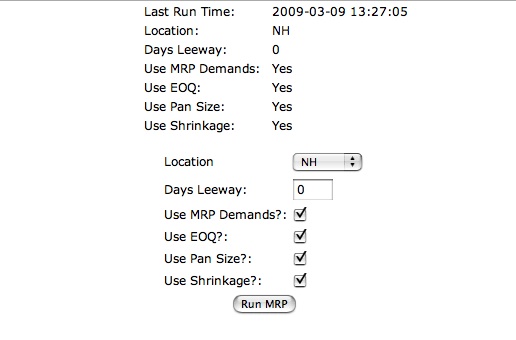 Last Run Time: 2009-03-09 13:27:05
Location: NH
Days Leeway: 0
Use MRP Demands: Yes
Use EOQ: Yes
Use Pan Size: Yes
Use Shrinkage: Yes
Location NH
Days Leeway: 0
Use MRP Demands?:
Use EOQ?:
Use Pan Size?:
Use Shrinkage?:
Run MRP